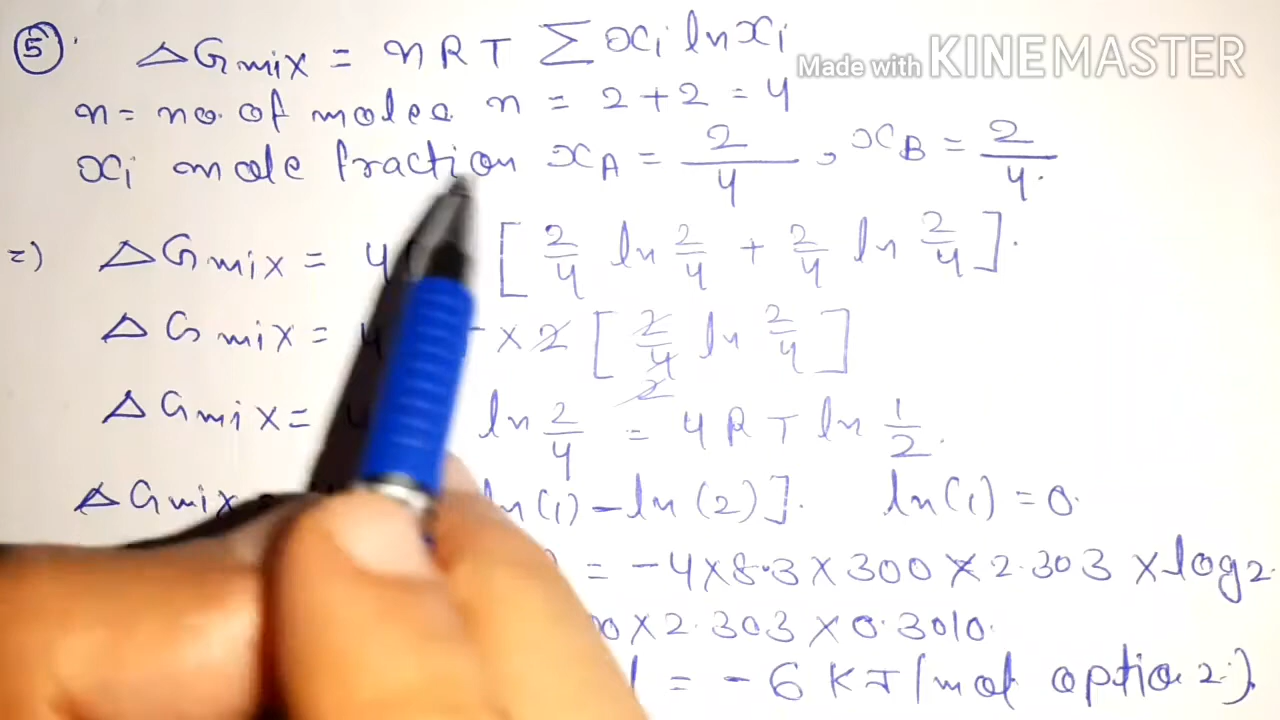 ⑤ ΔGmix = nRT Σ xi ln xi
Made with KINEMASTER
n = no. of moles n = 2 + 2 = 4
xi mole fraction xA = 2/4, xB = 2/4.
=) ΔGmix = 4 [2/4 ln 2/4 + 2/4 ln 2/4].
ΔGmix = 4 × 2 [2/4 ln 2/4]
2
ΔGmix = ln 2/4 = 4RT ln 1/2.
ΔGmix ln(1) - ln(2)]. ln(1) = 0.
= -4×8.3×300×2.303×log2.
×2.303×0.3010.
= -6 KJ/mol option 2.)